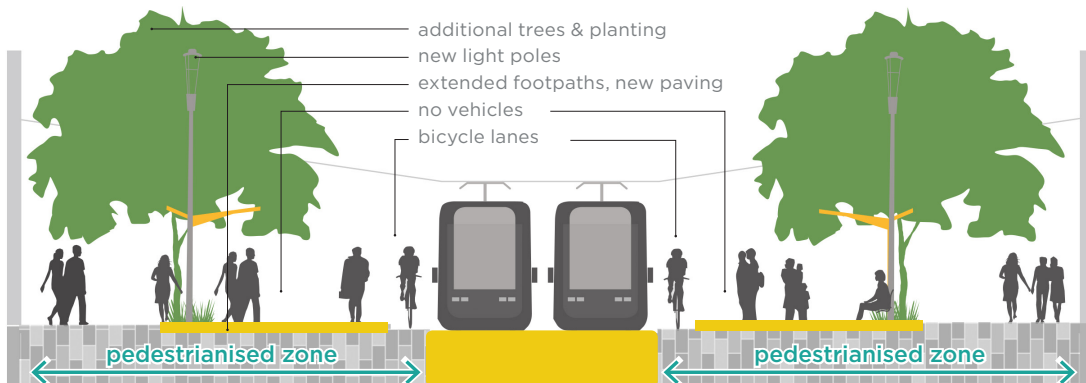 additional trees & planting
new light poles
extended footpaths, new paving
no vehicles
bicycle lanes
pedestrianised zone
pedestrianised zone